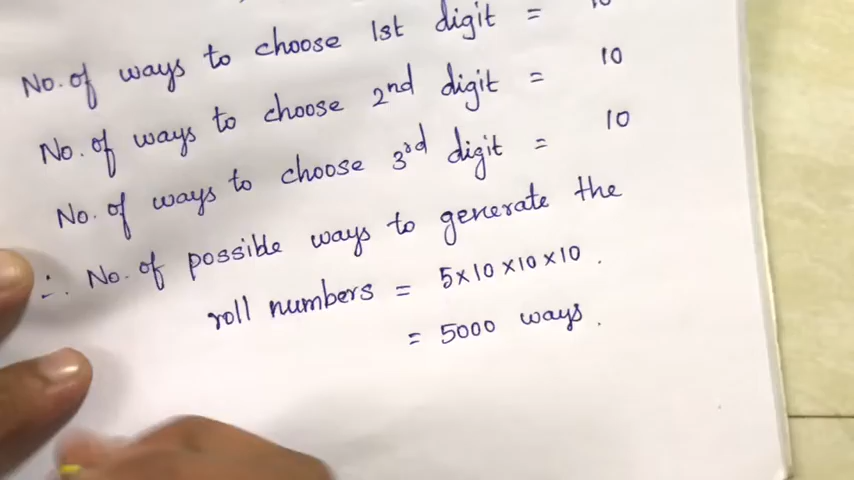 No. of ways to choose 1st digit = 10
No. of ways to choose 2nd digit = 10
No. of ways to choose 3rd digit = 10
∴ No. of possible ways to generate the
roll numbers = 5×10×10×10.
= 5000 ways.